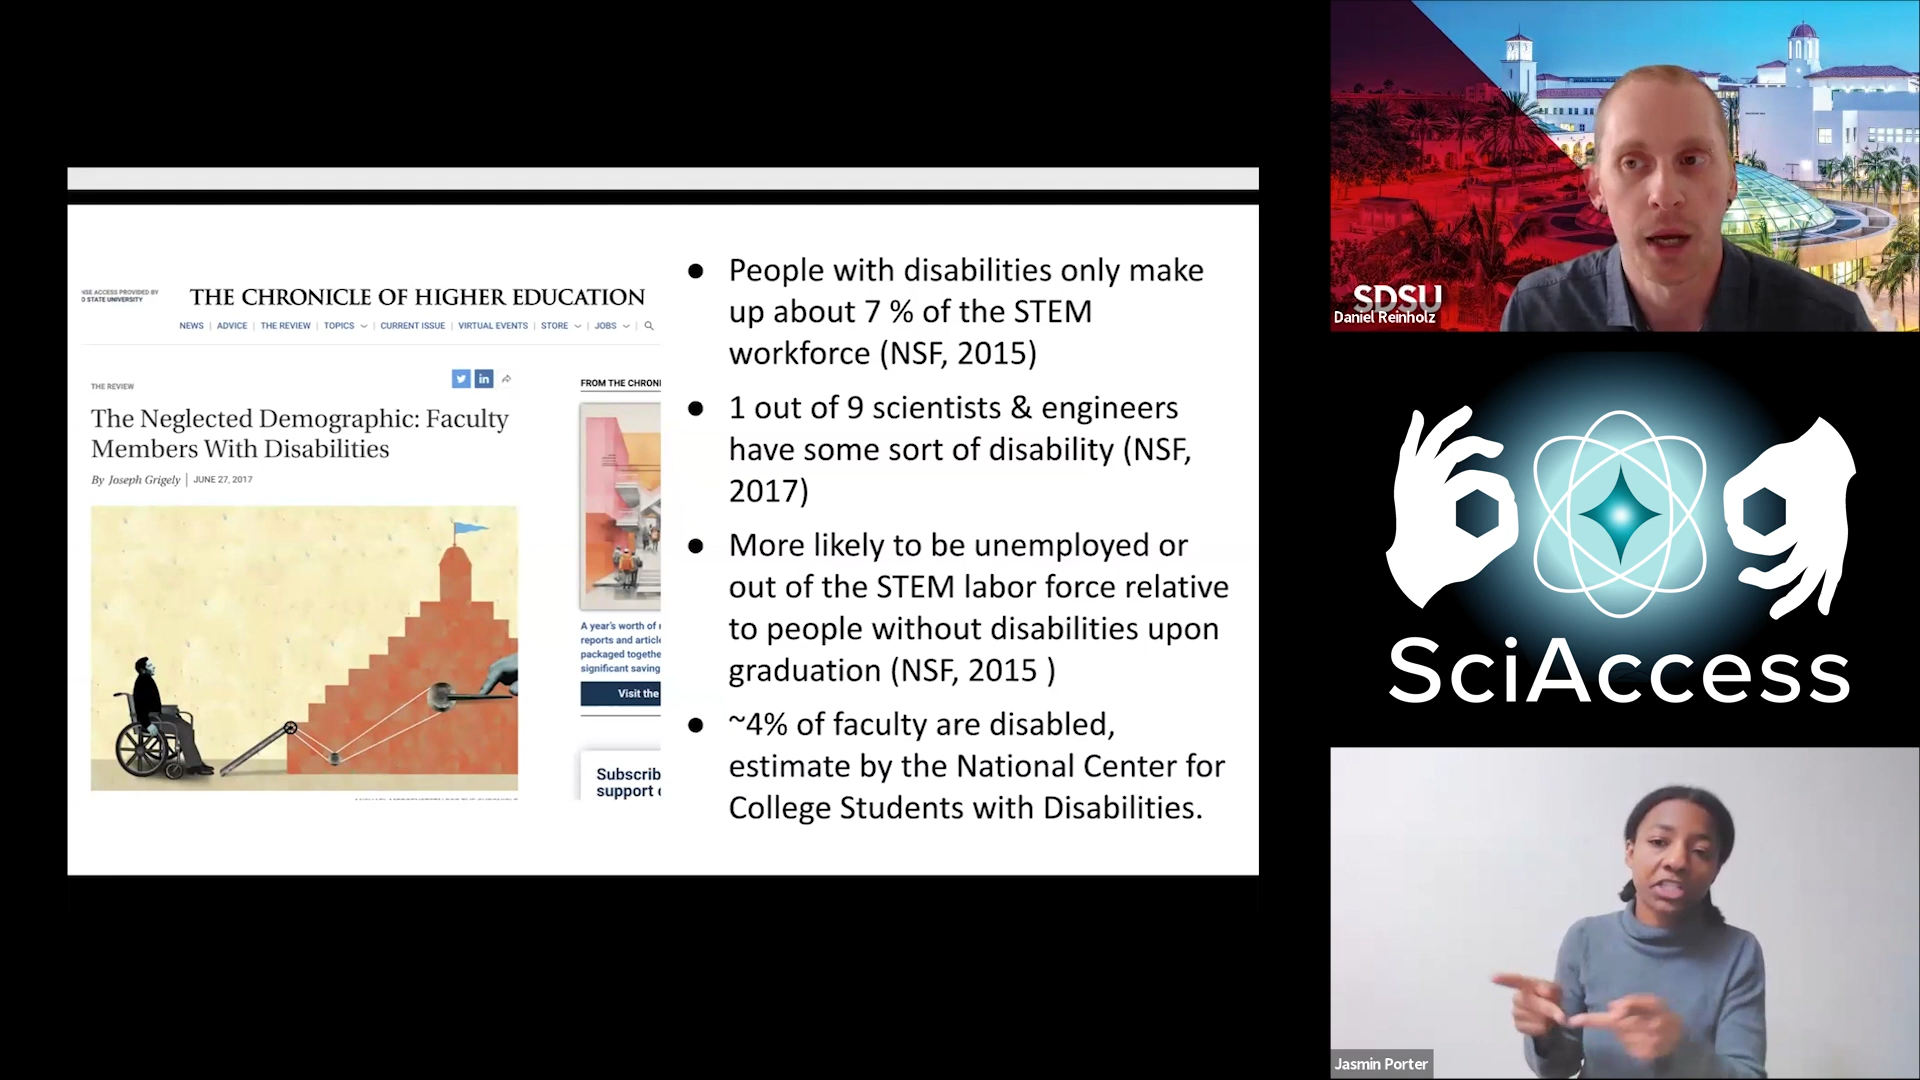 NSE ACCESS PROVIDED BY
O STATE UNIVERSITY
THE CHRONICLE OF HIGHER EDUCATION
NEWS | ADVICE | THE REVIEW | TOPICS | CURRENT ISSUE | VIRTUAL EVENTS | STORE | JOBS |
THE REVIEW
The Neglected Demographic: Faculty
Members With Disabilities
By Joseph Grigely | JUNE 27, 2017
FROM THE CHRONI
A year's worth of
reports and article
packaged togethe
significant saving
Visit the
Subscrib
support
● People with disabilities only make
up about 7 % of the STEM
workforce (NSF, 2015)
● 1 out of 9 scientists & engineers
have some sort of disability (NSF,
2017)
● More likely to be unemployed or
out of the STEM labor force relative
to people without disabilities upon
graduation (NSF, 2015 )
● ~4% of faculty are disabled,
estimate by the National Center for
College Students with Disabilities.
SDSU
Daniel Reinholz
SciAccess
Jasmin Porter